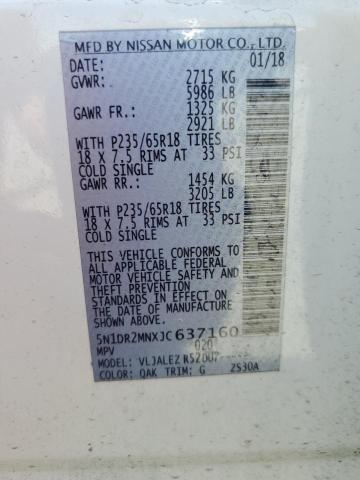 MFD BY NISSAN MOTOR CO., LTD.
DATE: 01/18
GVWR: 2715 KG
5986 LB
GAWR FR.: 1325 KG
2921 LB
WITH P235/65R18 TIRES
18 X 7.5 RIMS AT 33 PSI
COLD SINGLE
GAWR RR.: 1454 KG
3205 LB
WITH P235/65R18 TIRES
18 X 7.5 RIMS AT 33 PSI
COLD SINGLE
THIS VEHICLE CONFORMS TO
ALL APPLICABLE FEDERAL
MOTOR VEHICLE SAFETY AND
THEFT PREVENTION
STANDARDS IN EFFECT ON
THE DATE OF MANUFACTURE
SHOWN ABOVE.
5N1DR2MNXJC637160
MPV 020
MODEL: VLJALEZ
COLOR: QAK TRIM: G 2S30A